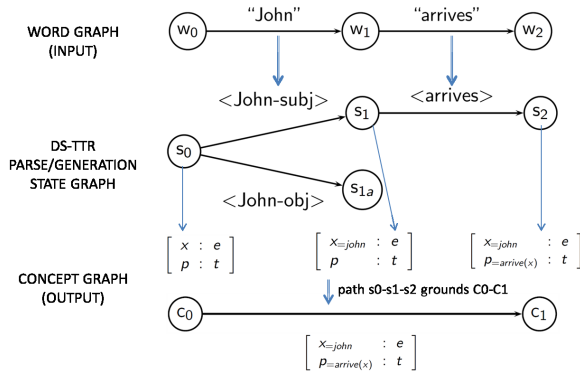 WORD GRAPH
(INPUT)
w0 "John" w1 "arrives" w2
<John-subj> <arrives>
DS-TTR
PARSE/GENERATION
STATE GRAPH
s0 s1 s2
s1a
<John-obj>
[ x : e
p : t ]
[ x=john : e
p : t ]
[ x=john : e
p=arrive(x) : t ]
CONCEPT GRAPH
(OUTPUT)
path s0-s1-s2 grounds C0-C1
c0 c1
[ x=john : e
p=arrive(x) : t ]